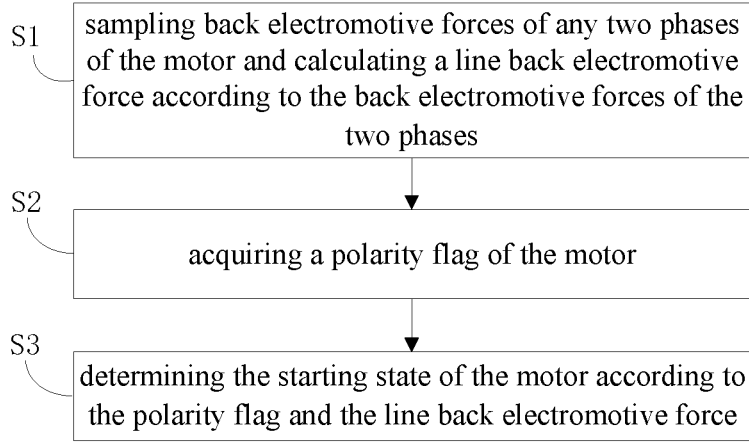 S1
sampling back electromotive forces of any two phases
of the motor and calculating a line back electromotive
force according to the back electromotive forces of the
two phases
S2
acquiring a polarity flag of the motor
S3
determining the starting state of the motor according to
the polarity flag and the line back electromotive force